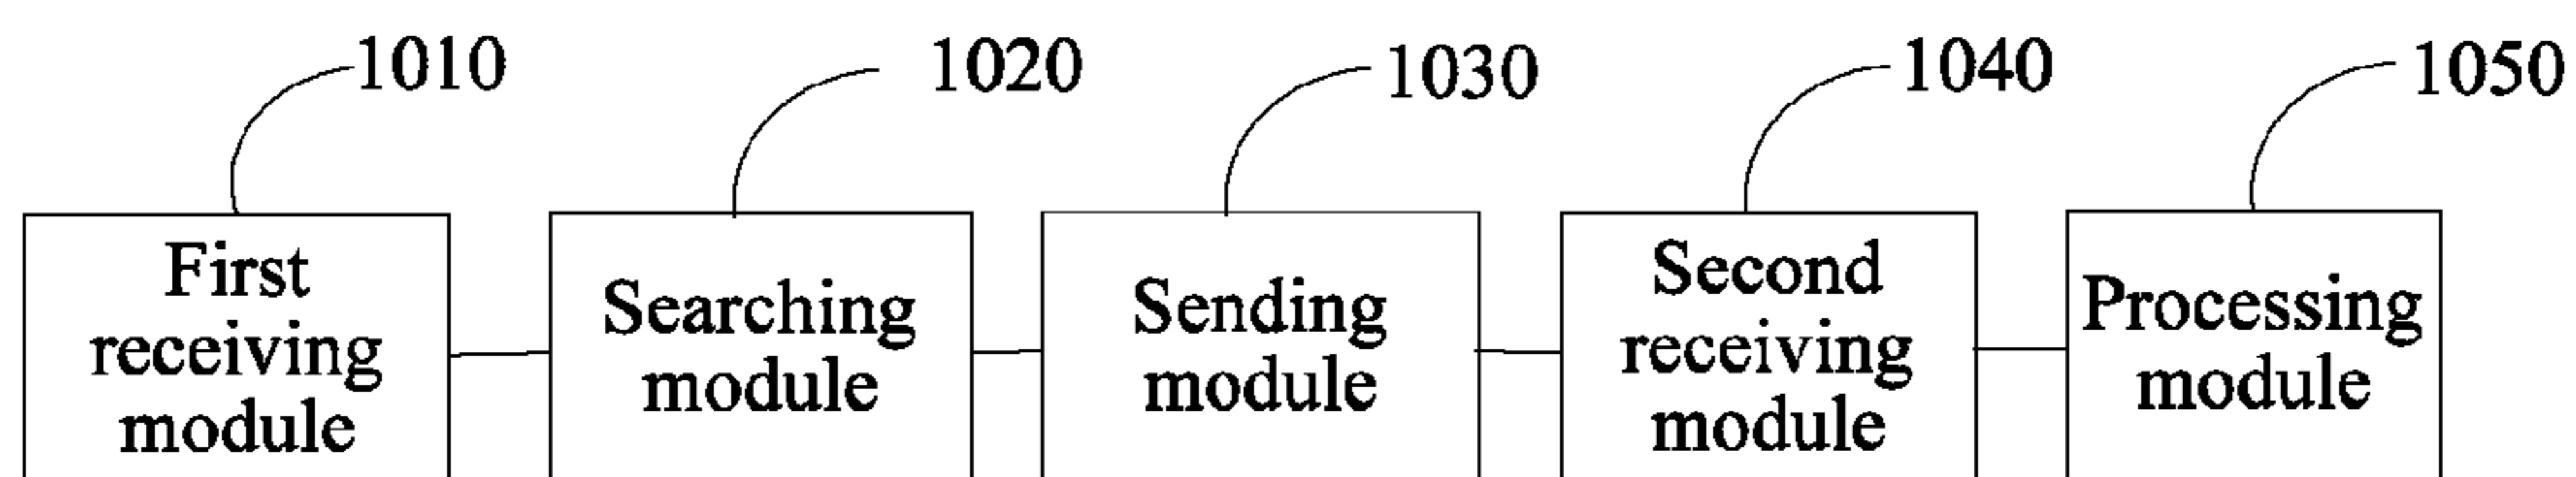 1010
1020
1030
1040
1050
First
receiving
module
Searching
module
Sending
module
Second
receiving
module
Processing
module